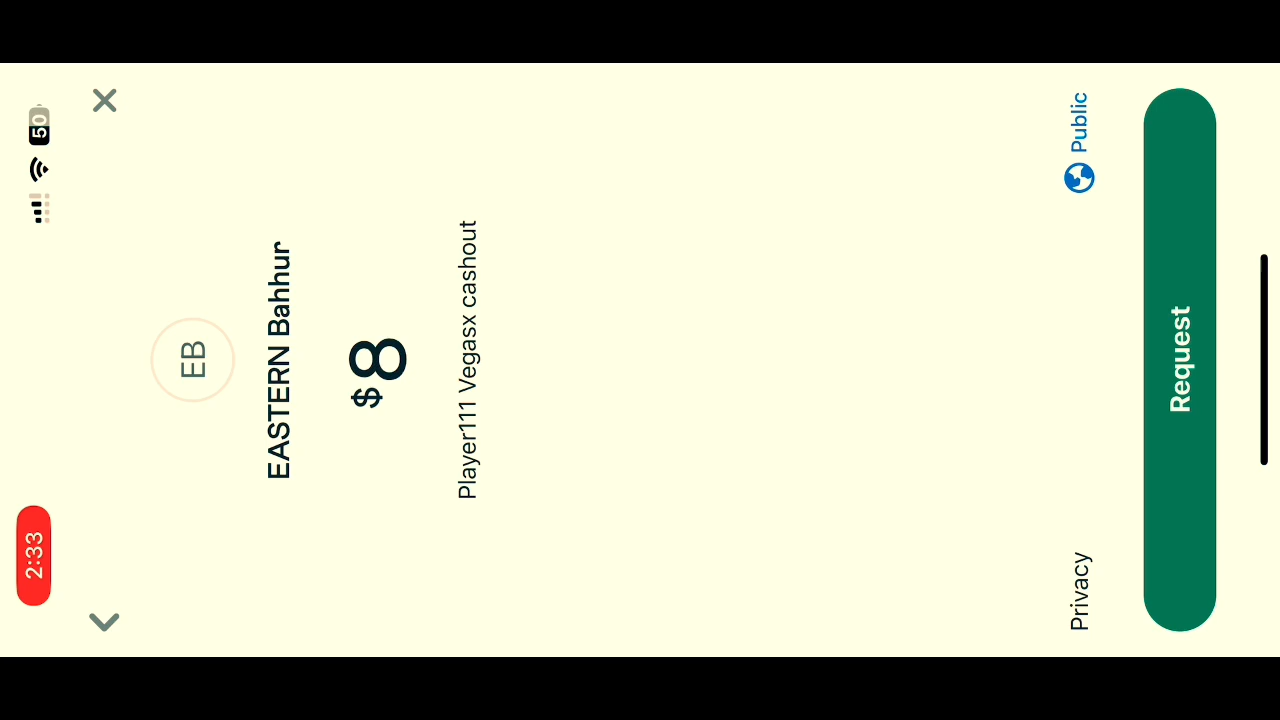 2:33
50
EB
EASTERN Bahhur
$8
Player111 Vegasx cashout
Privacy
Public
Request